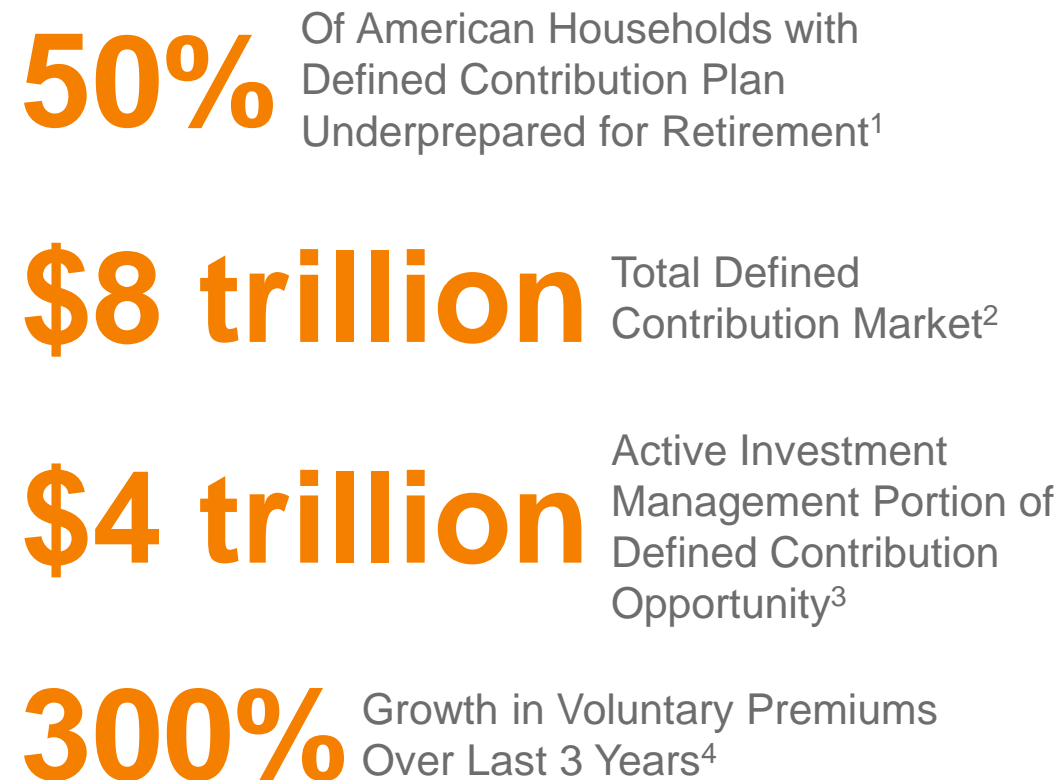 50%
Of American Households with
Defined Contribution Plan
Underprepared for Retirement1
$8 trillion
Total Defined
Contribution Market2
$4 trillion
Active Investment
Management Portion of
Defined Contribution
Opportunity3
300%
Growth in Voluntary Premiums
Over Last 3 Years4